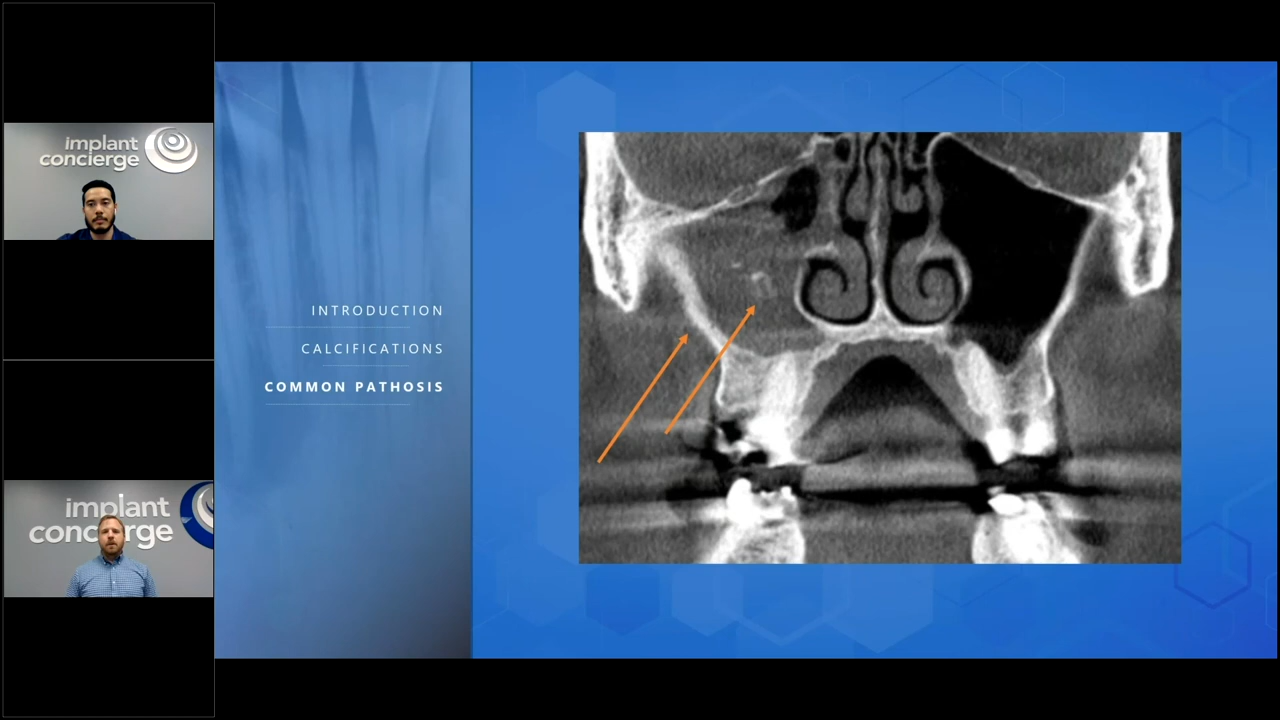 implant
concierge
implant
concierge
INTRODUCTION
CALCIFICATIONS
COMMON PATHOSIS